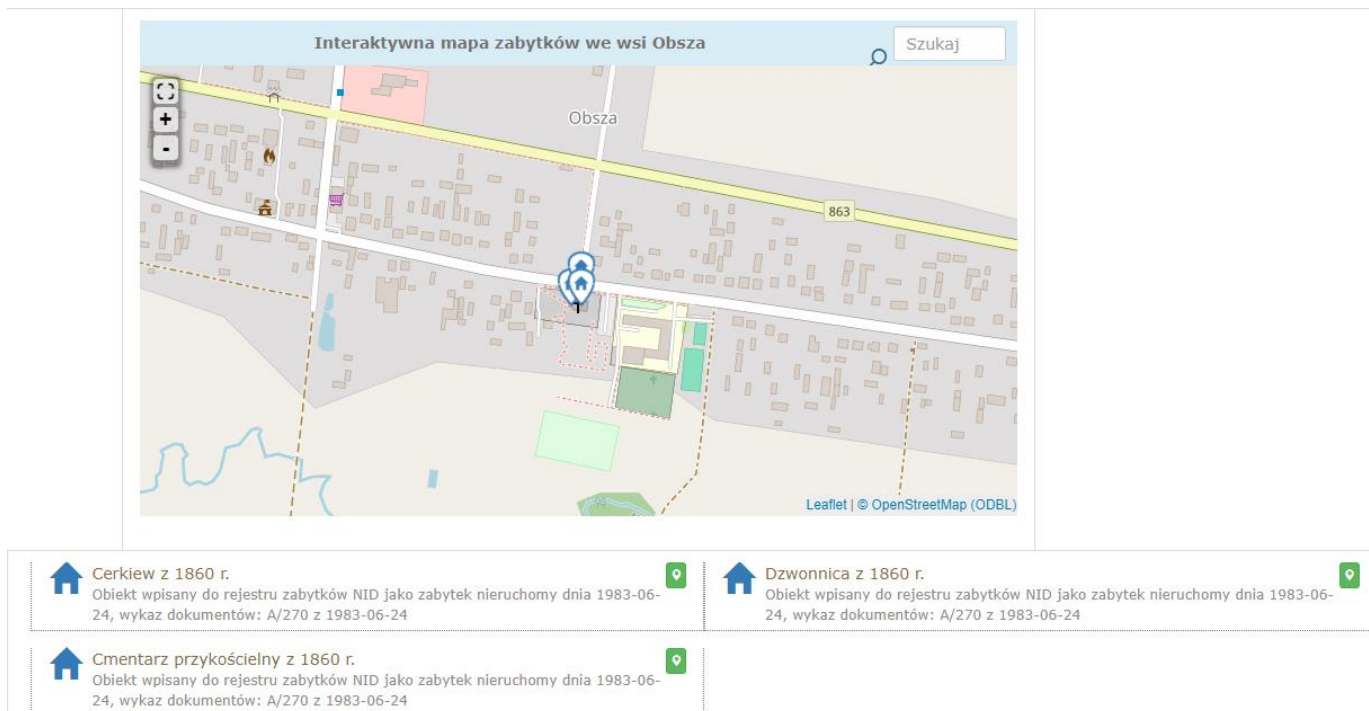 Interaktywna mapa zabytków we wsi Obsza
Szukaj
+
-
Obsza
863
Leaflet | © OpenStreetMap (ODBL)
Cerkiew z 1860 r.
Obiekt wpisany do rejestru zabytków NID jako zabytek nieruchomy dnia 1983-06-
24, wykaz dokumentów: A/270 z 1983-06-24
Dzwonnica z 1860 r.
Obiekt wpisany do rejestru zabytków NID jako zabytek nieruchomy dnia 1983-06-
24, wykaz dokumentów: A/270 z 1983-06-24
Cmentarz przykościelny z 1860 r.
Obiekt wpisany do rejestru zabytków NID jako zabytek nieruchomy dnia 1983-06-
24, wykaz dokumentów: A/270 z 1983-06-24